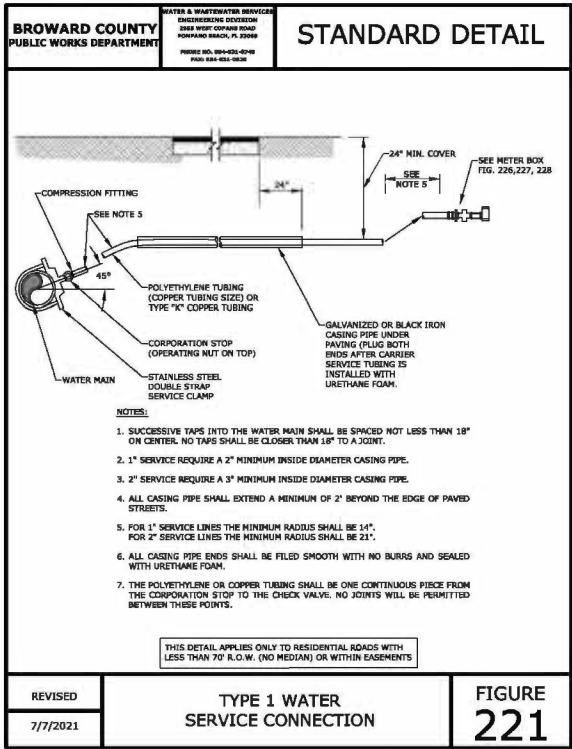 BROWARD COUNTY
PUBLIC WORKS DEPARTMENT
WATER & WASTEWATER SERVICES
ENGINEERING DIVISION
2555 WEST COPANS ROAD
POMPANO BEACH, FL 33069
PHONE NO.
FAX:
STANDARD DETAIL
24" MIN. COVER
SEE METER BOX
FIG. 226,227, 228
SEE
NOTE 5
24"
COMPRESSION FITTING
SEE NOTE 5
45°
POLYETHYLENE TUBING
(COPPER TUBING SIZE) OR
TYPE "K" COPPER TUBING
CORPORATION STOP
(OPERATING NUT ON TOP)
GALVANIZED OR BLACK IRON
CASING PIPE UNDER
PAVING (PLUG BOTH
ENDS AFTER CARRIER
SERVICE TUBING IS
INSTALLED WITH
URETHANE FOAM.
WATER MAIN
STAINLESS STEEL
DOUBLE STRAP
SERVICE CLAMP
NOTES:
1. SUCCESSIVE TAPS INTO THE WATER MAIN SHALL BE SPACED NOT LESS THAN 18"
ON CENTER. NO TAPS SHALL BE CLOSER THAN 18" TO A JOINT.
2. 1" SERVICE REQUIRE A 2" MINIMUM INSIDE DIAMETER CASING PIPE.
3. 2" SERVICE REQUIRE A 3" MINIMUM INSIDE DIAMETER CASING PIPE.
4. ALL CASING PIPE SHALL EXTEND A MINIMUM OF 2' BEYOND THE EDGE OF PAVED
STREETS.
5. FOR 1" SERVICE LINES THE MINIMUM RADIUS SHALL BE 14".
FOR 2" SERVICE LINES THE MINIMUM RADIUS SHALL BE 21".
6. ALL CASING PIPE ENDS SHALL BE FILED SMOOTH WITH NO BURRS AND SEALED
WITH URETHANE FOAM.
7. THE POLYETHYLENE OR COPPER TUBING SHALL BE ONE CONTINUOUS PIECE FROM
THE CORPORATION STOP TO THE CHECK VALVE. NO JOINTS WILL BE PERMITTED
BETWEEN THESE POINTS.
THIS DETAIL APPLIES ONLY TO RESIDENTIAL ROADS WITH
LESS THAN 70' R.O.W. (NO MEDIAN) OR WITHIN EASEMENTS
REVISED
7/7/2021
TYPE 1 WATER
SERVICE CONNECTION
FIGURE
221